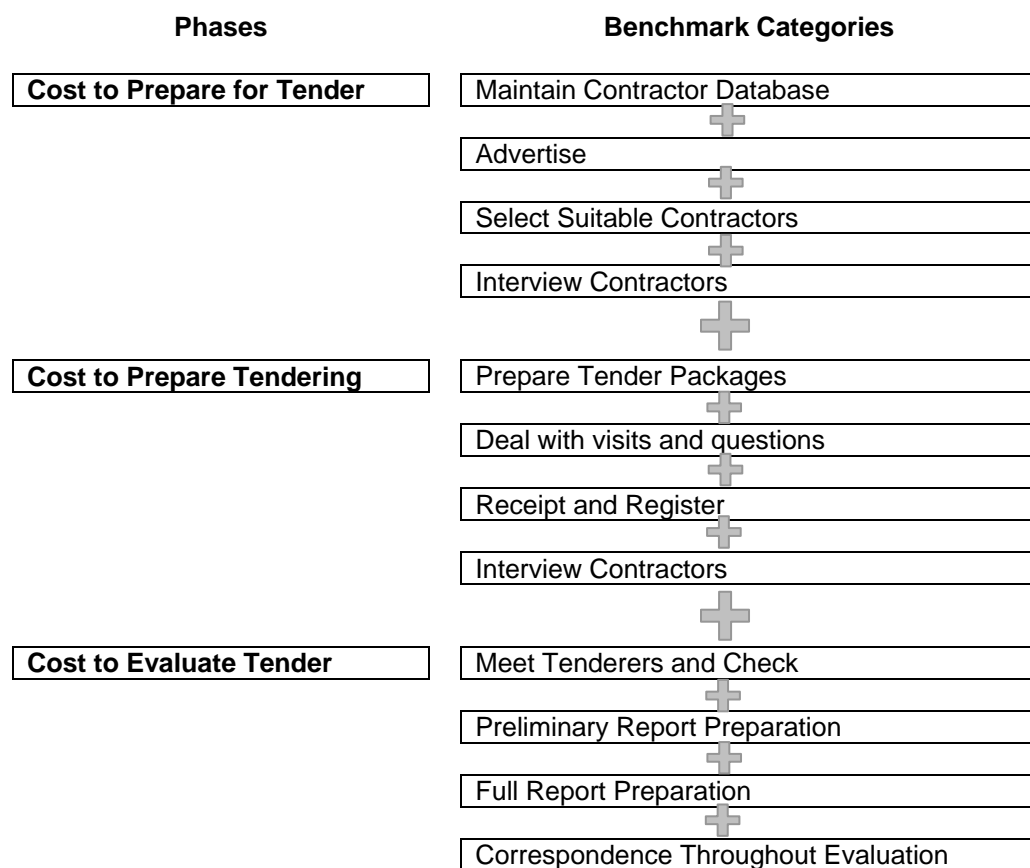 Phases
Benchmark Categories
Cost to Prepare for Tender
Maintain Contractor Database
Advertise
Select Suitable Contractors
Interview Contractors
Cost to Prepare Tendering
Prepare Tender Packages
Deal with visits and questions
Receipt and Register
Interview Contractors
Cost to Evaluate Tender
Meet Tenderers and Check
Preliminary Report Preparation
Full Report Preparation
Correspondence Throughout Evaluation